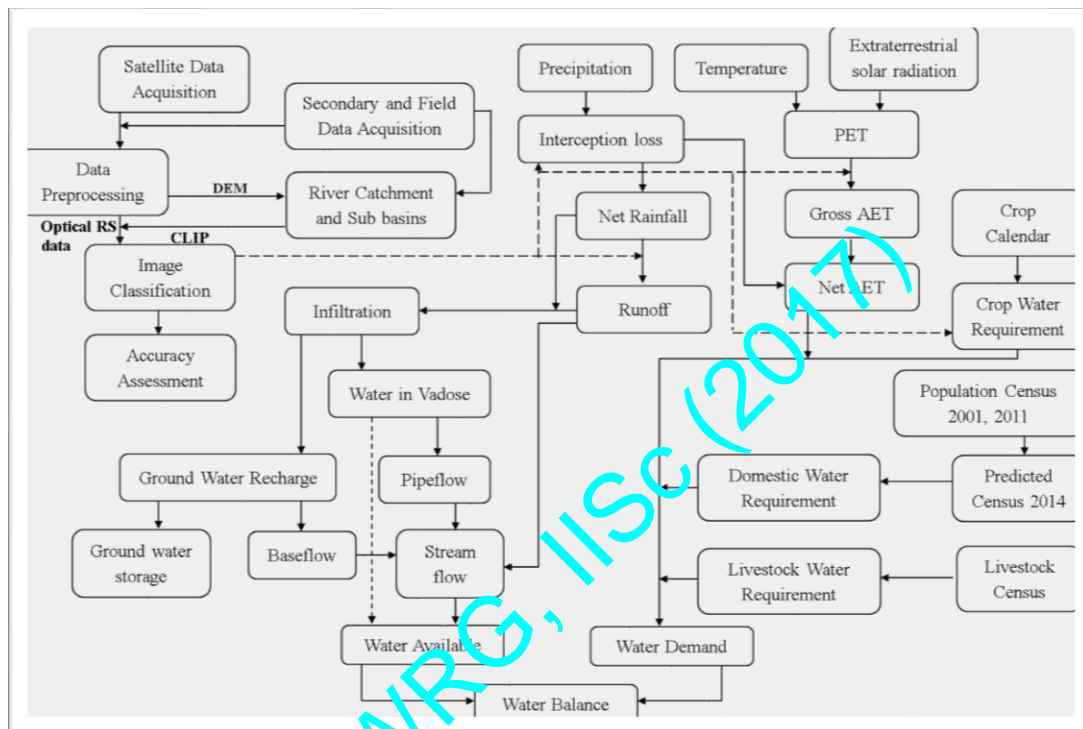 Satellite Data
Acquisition
Secondary and Field
Data Acquisition
Data
Preprocessing
DEM
River Catchment
and Sub basins
Optical RS
data
CLIP
Image
Classification
Accuracy
Assessment
Precipitation
Temperature
Extraterrestrial
solar radiation
Interception loss
PET
Net Rainfall
Gross AET
Crop
Calendar
Runoff
Net AET
Crop Water
Requirement
Infiltration
Water in Vadose
Population Census
2001, 2011
Ground Water Recharge
Pipeflow
Domestic Water
Requirement
Predicted
Census 2014
Ground water
storage
Baseflow
Stream
flow
Livestock Water
Requirement
Livestock
Census
Water Available
Water Demand
Water Balance
WRG, IISc (2017)